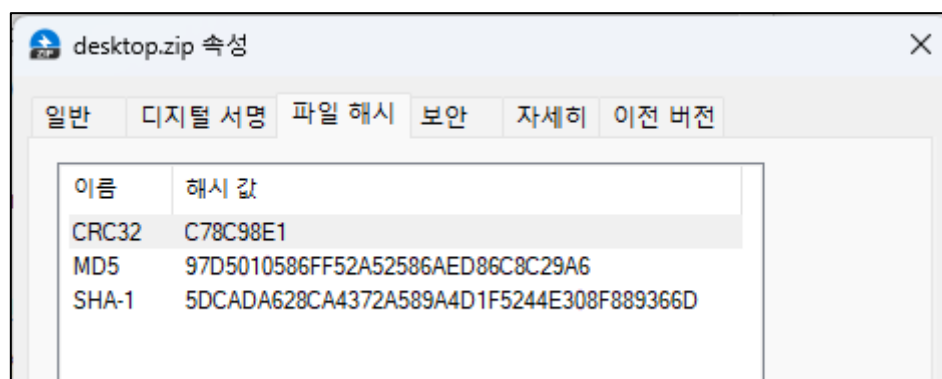 desktop.zip 속성
일반 디지털 서명 파일 해시 보안 자세히 이전 버전
이름 해시 값
CRC32 C78C98E1
MD5 97D5010586FF52A52586AED86C8C29A6
SHA-1 5DCADA628CA4372A589A4D1F5244E308F889366D